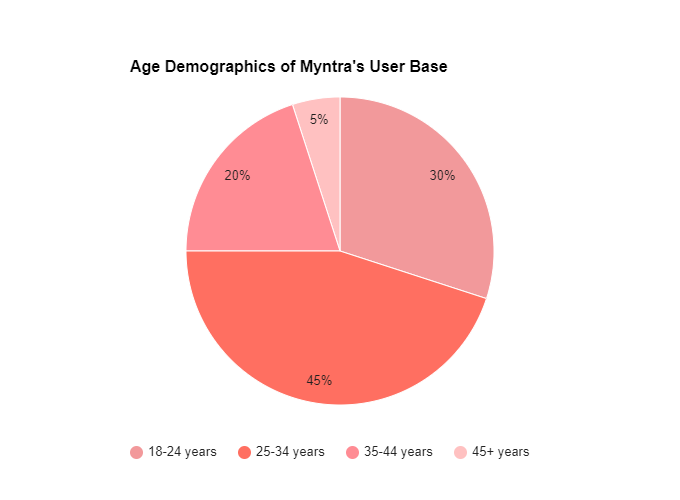 Age Demographics of Myntra's User Base
5%
30%
20%
45%
18-24 years
25-34 years
35-44 years
45+ years